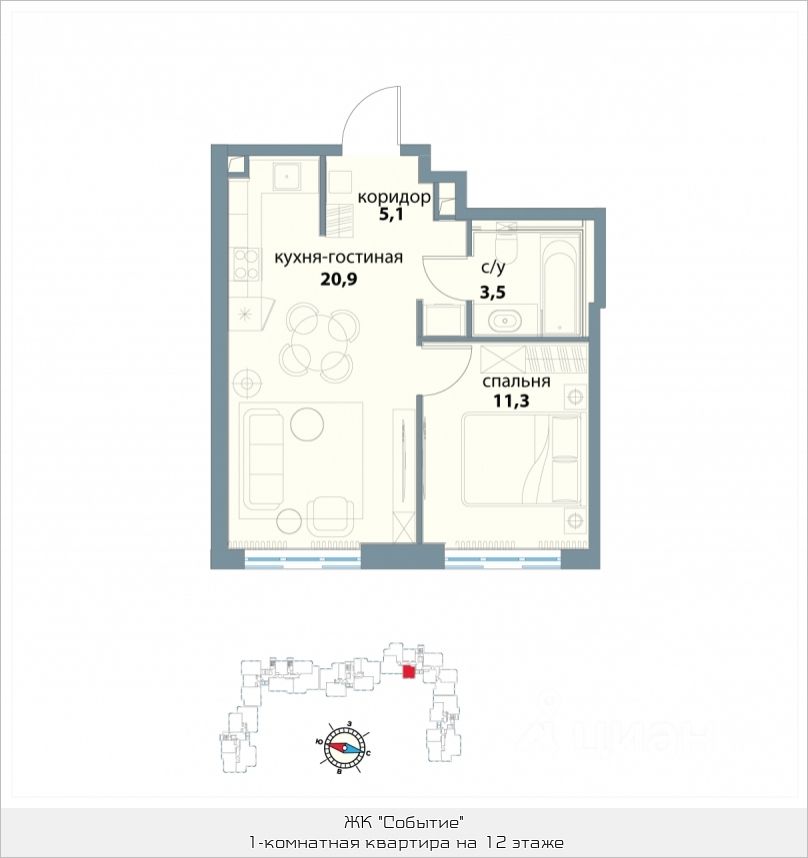 коридор
5,1
кухня-гостиная
20,9
с/у
3,5
спальня
11,3
З
Ю
С
В
циан
ЖК "Событие"
1-комнатная квартира на 12 этаже